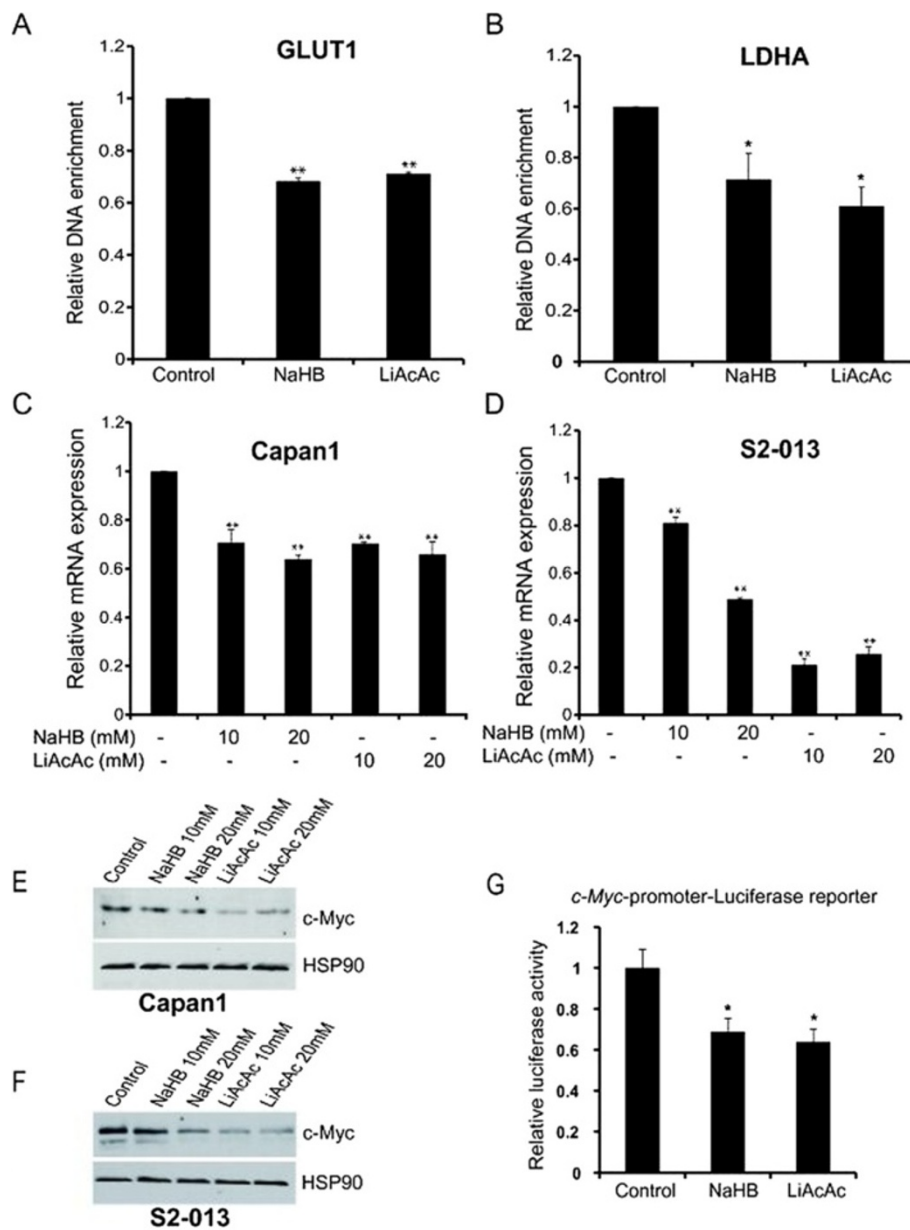 A
GLUT1
Relative DNA enrichment
1.2
1
0.8
0.6
0.4
0.2
0
**
**
Control
NaHB
LiAcAc
B
LDHA
Relative DNA enrichment
1.2
1
0.8
0.6
0.4
0.2
0
*
*
Control
NaHB
LiAcAc
C
Capan1
Relative mRNA expression
1.2
1
0.8
0.6
0.4
0.2
0
**
**
**
**
NaHB (mM) - 10 20 - -
LiAcAc (mM) - - - 10 20
D
S2-013
Relative mRNA expression
1.2
1
0.8
0.6
0.4
0.2
0
**
**
**
**
NaHB (mM) - 10 20 - -
LiAcAc (mM) - - - 10 20
E
Control
NaHB 10mM
NaHB 20mM
LiAcAc 10mM
LiAcAc 20mM
c-Myc
HSP90
Capan1
F
Control
NaHB 10mM
NaHB 20mM
LiAcAc 10mM
LiAcAc 20mM
c-Myc
HSP90
S2-013
G
c-Myc-promoter-Luciferase reporter
Relative luciferase activity
1.2
1
0.8
0.6
0.4
1.2
0
*
*
Control
NaHB
LiAcAc